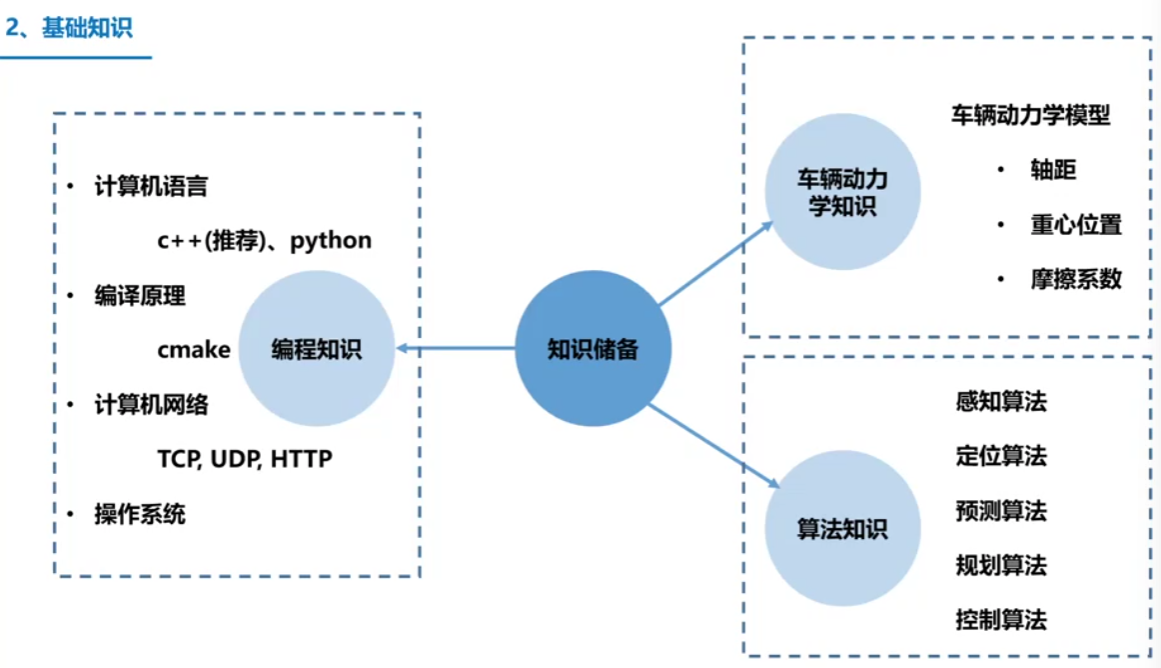 2、基础知识
• 计算机语言
c++(推荐)、python
• 编译原理
cmake
• 计算机网络
TCP, UDP, HTTP
• 操作系统
编程知识
知识储备
车辆动力
学知识
车辆动力学模型
• 轴距
• 重心位置
• 摩擦系数
算法知识
感知算法
定位算法
预测算法
规划算法
控制算法